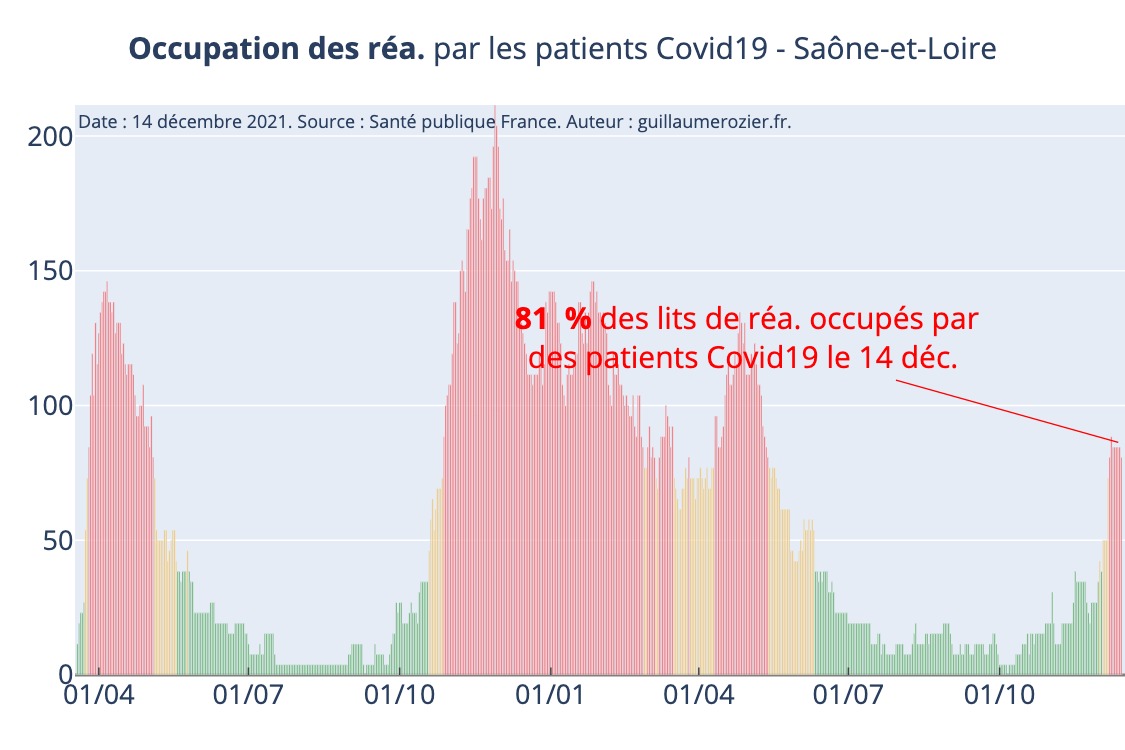 Occupation des réa. par les patients Covid19 - Saône-et-Loire
Date : 14 décembre 2021. Source : Santé publique France. Auteur : guillaumerozier.fr.
200
150
81 % des lits de réa. occupés par
des patients Covid19 le 14 déc.
100
50
0
01/04 01/07 01/10 01/01 01/04 01/07 01/10